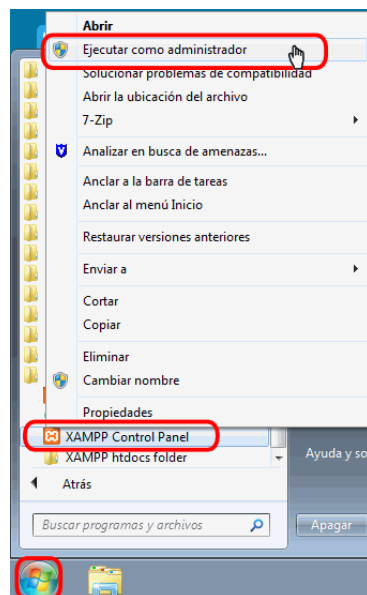 Abrir
Ejecutar como administrador
Solucionar problemas de compatibilidad
Abrir la ubicación del archivo
7-Zip
Analizar en busca de amenazas...
Anclar a la barra de tareas
Anclar al menú Inicio
Restaurar versiones anteriores
Enviar a
Cortar
Copiar
Eliminar
Cambiar nombre
Propiedades
XAMPP Control Panel
XAMPP htdocs folder
Ayuda y so
Atrás
Buscar programas y archivos
Apagar